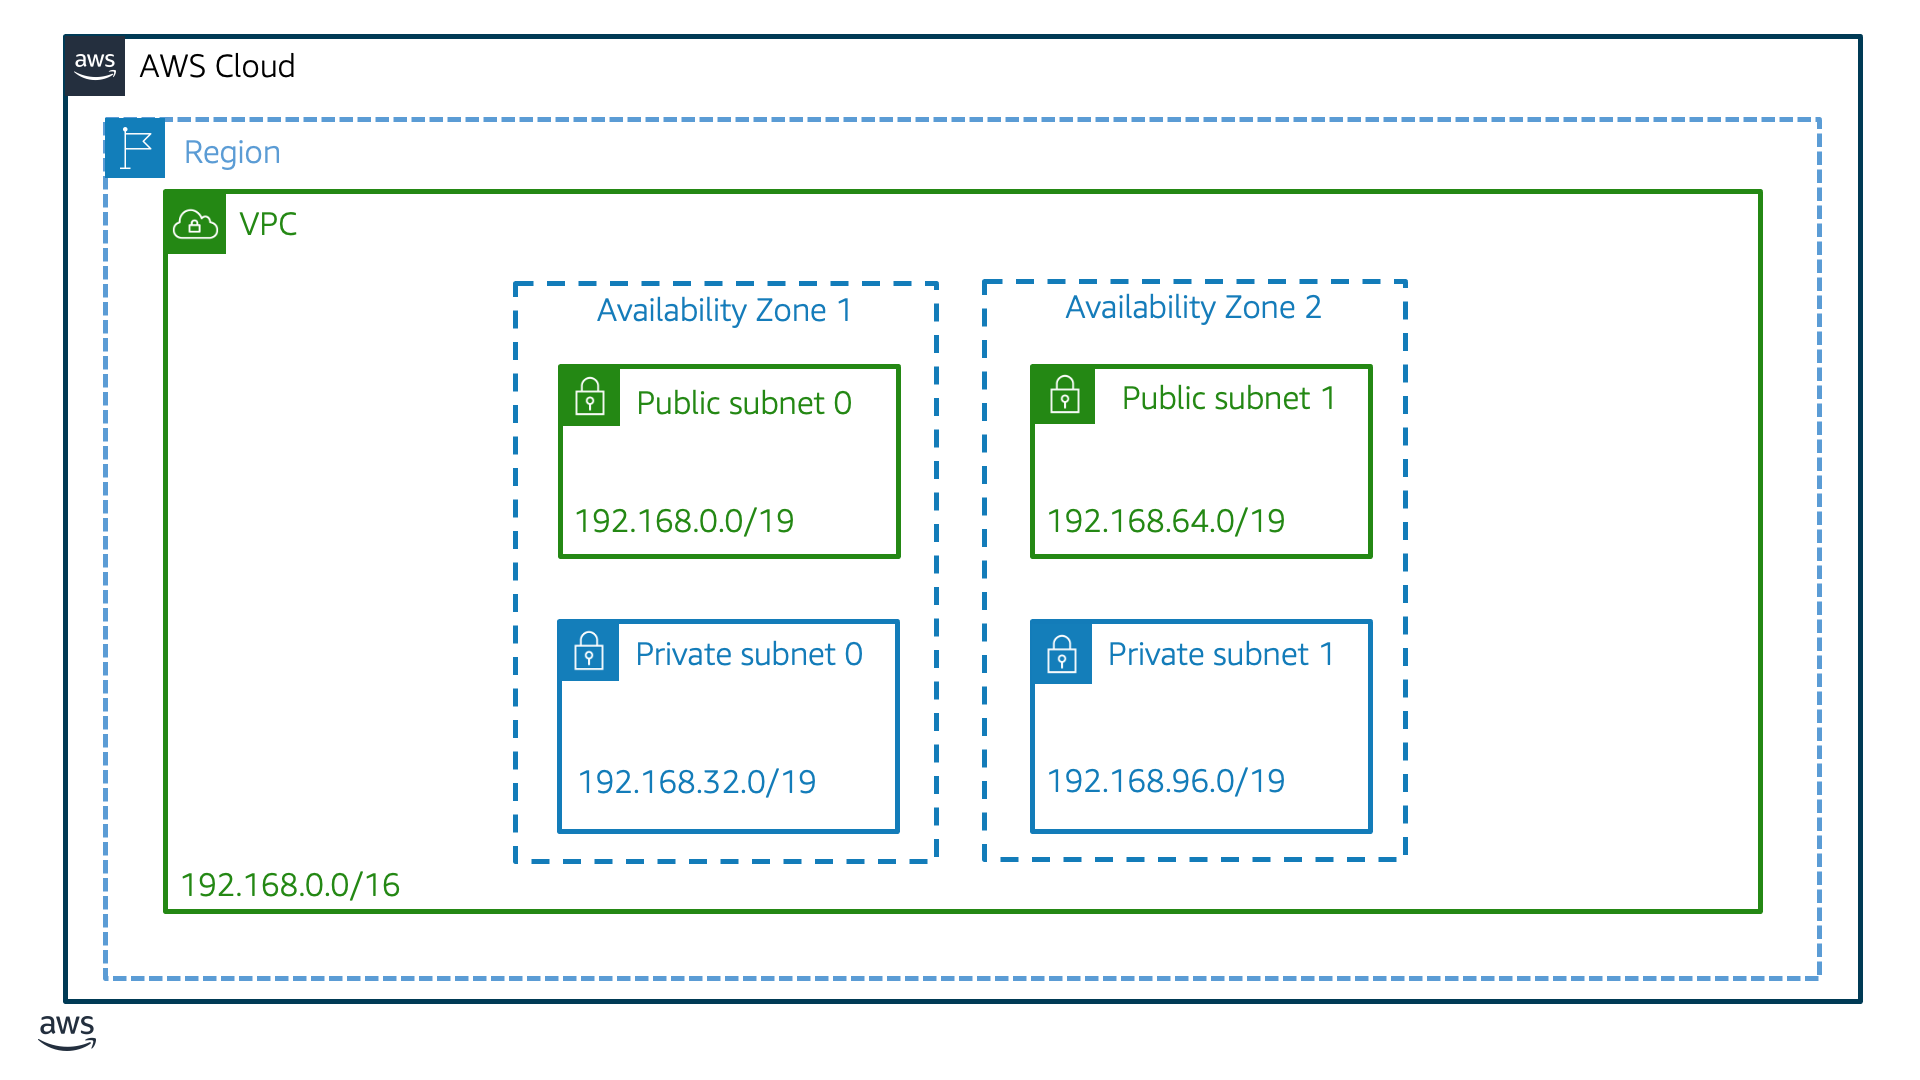 aws
AWS Cloud
Region
VPC
Availability Zone 1
Availability Zone 2
Public subnet 0
Public subnet 1
192.168.0.0/19
192.168.64.0/19
Private subnet 0
Private subnet 1
192.168.32.0/19
192.168.96.0/19
192.168.0.0/16
aws